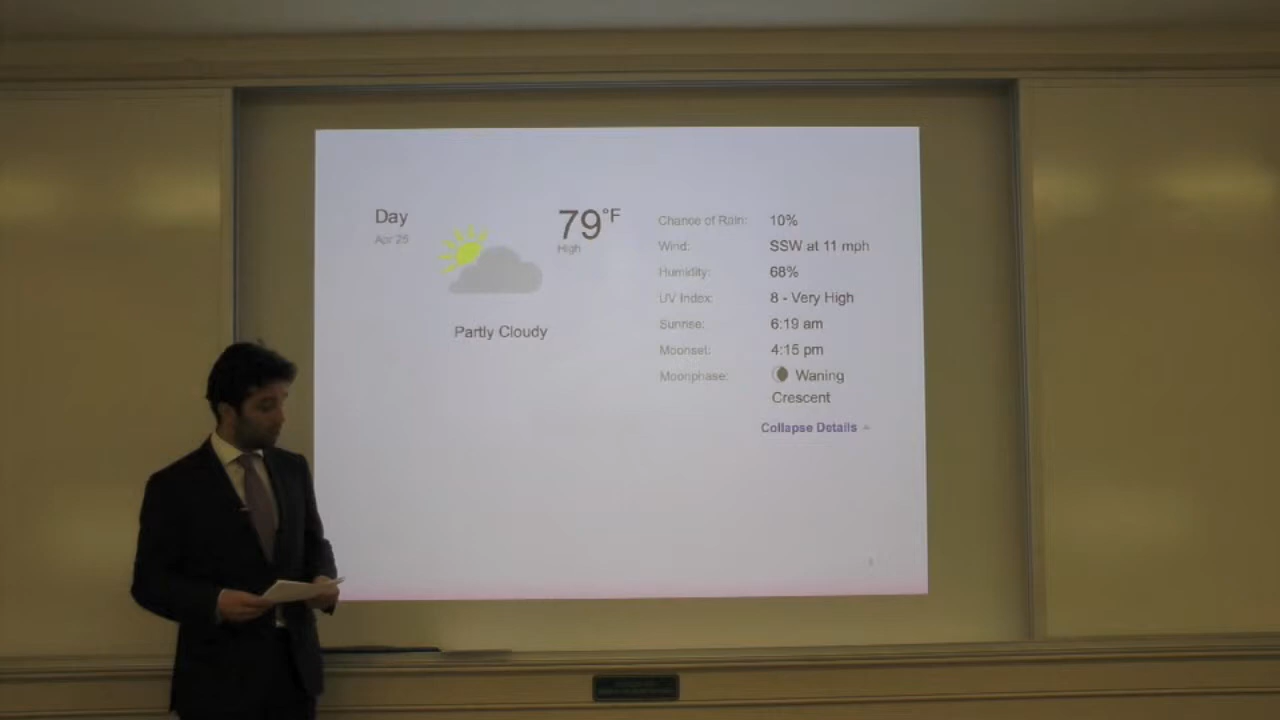 Day
Apr 25
79°F
High
Partly Cloudy
Chance of Rain: 10%
Wind: SSW at 11 mph
Humidity: 68%
UV Index: 8 - Very High
Sunrise: 6:19 am
Moonset: 4:15 pm
Moonphase: Waning
Crescent
Collapse Details